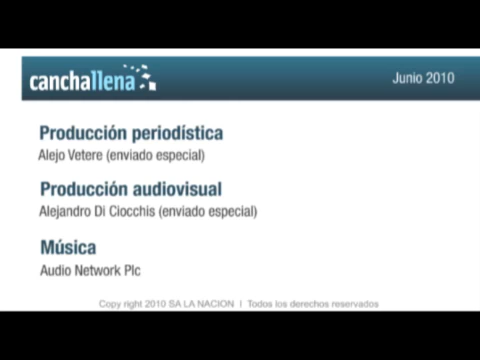 canchallena
Junio 2010
Producción periodística
Alejo Vetere (enviado especial)
Producción audiovisual
Alejandro Di Ciocchis (enviado especial)
Música
Audio Network Plc
Copy right 2010 SA LA NACION | Todos los derechos reservados